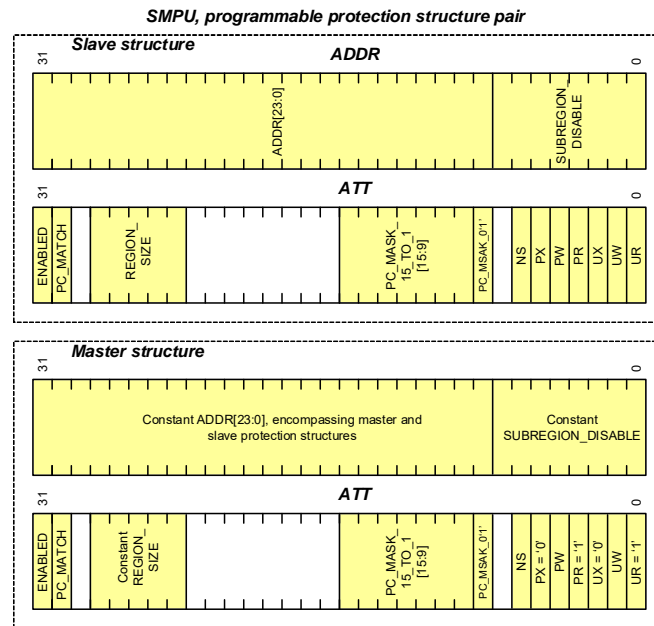 SMPU, programmable protection structure pair
Slave structure
31
ADDR
0
ADDR[23:0]
SUBREGION_
DISABLE
31
ATT
0
ENABLED
PC_MATCH
REGION_
SIZE
PC_MASK_
15_TO_1
[15:9]
PC_MSAK_0'1'
NS
PX
PW
PR
UX
UW
UR
Master structure
31
0
Constant ADDR[23:0], encompassing master and
slave protection structures
Constant
SUBREGION_DISABLE
31
ATT
0
ENABLED
PC_MATCH
Constant
REGION_
SIZE
PC_MASK_
15_TO_1
[15:9]
PC_MSAK_0'1'
NS
PX = '0'
PW
PR = '1'
UX = '0'
UW
UR = '1'